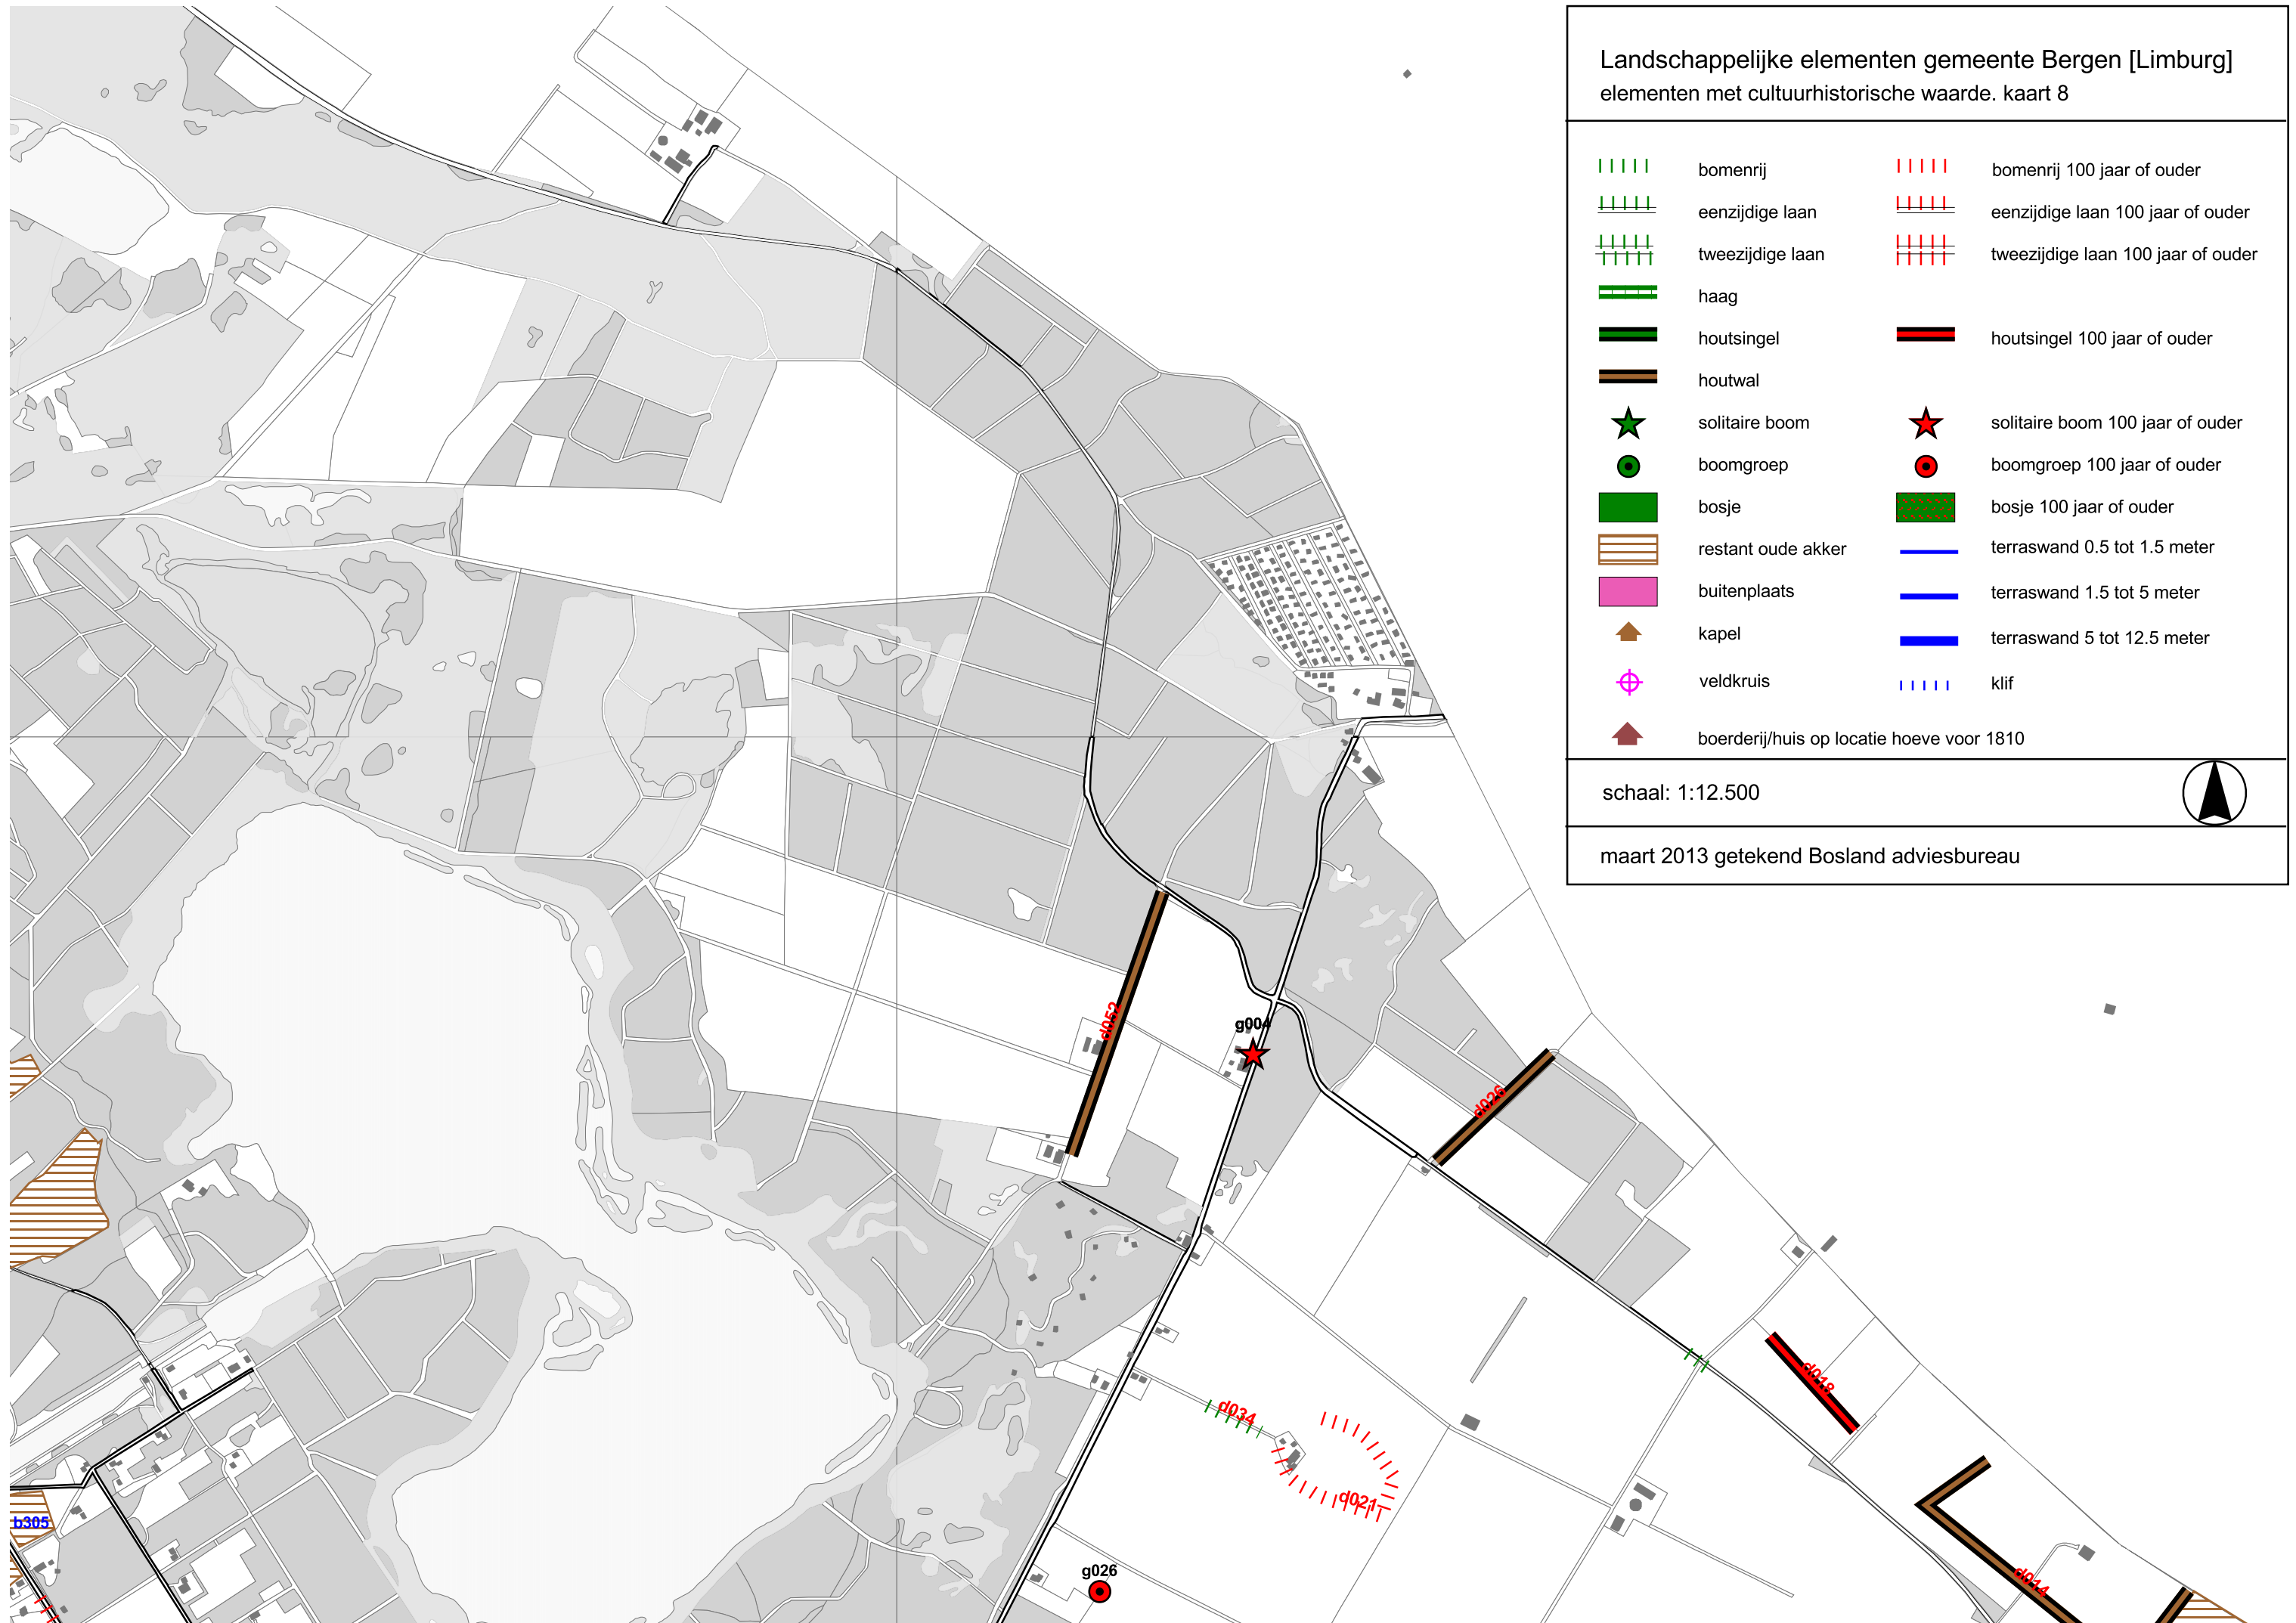 Landschappelijke elementen gemeente Bergen [Limburg]
elementen met cultuurhistorische waarde. kaart 8
bomenrij
bomenrij 100 jaar of ouder
eenzijdige laan
eenzijdige laan 100 jaar of ouder
tweezijdige laan
tweezijdige laan 100 jaar of ouder
haag
houtsingel
houtsingel 100 jaar of ouder
houtwal
solitaire boom
solitaire boom 100 jaar of ouder
boomgroep
boomgroep 100 jaar of ouder
bosje
bosje 100 jaar of ouder
restant oude akker
terraswand 0.5 tot 1.5 meter
buitenplaats
terraswand 1.5 tot 5 meter
kapel
terraswand 5 tot 12.5 meter
veldkruis
klif
boerderij/huis op locatie hoeve voor 1810
schaal: 1:12.500
maart 2013 getekend Bosland adviesbureau
d052
g004
d026
d018
d034
d021
b305
g026
d014